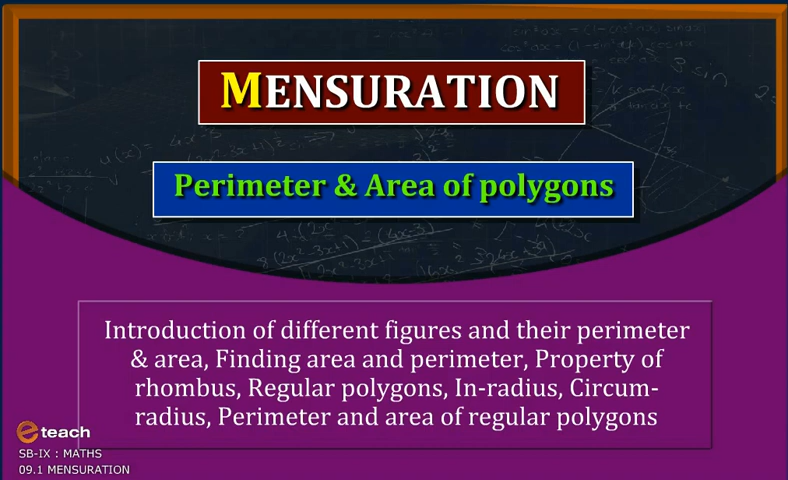 MENSURATION
Perimeter & Area of polygons
Introduction of different figures and their perimeter
& area, Finding area and perimeter, Property of
rhombus, Regular polygons, In-radius, Circum-
radius, Perimeter and area of regular polygons
eteach
SB-IX : MATHS
09.1 MENSURATION